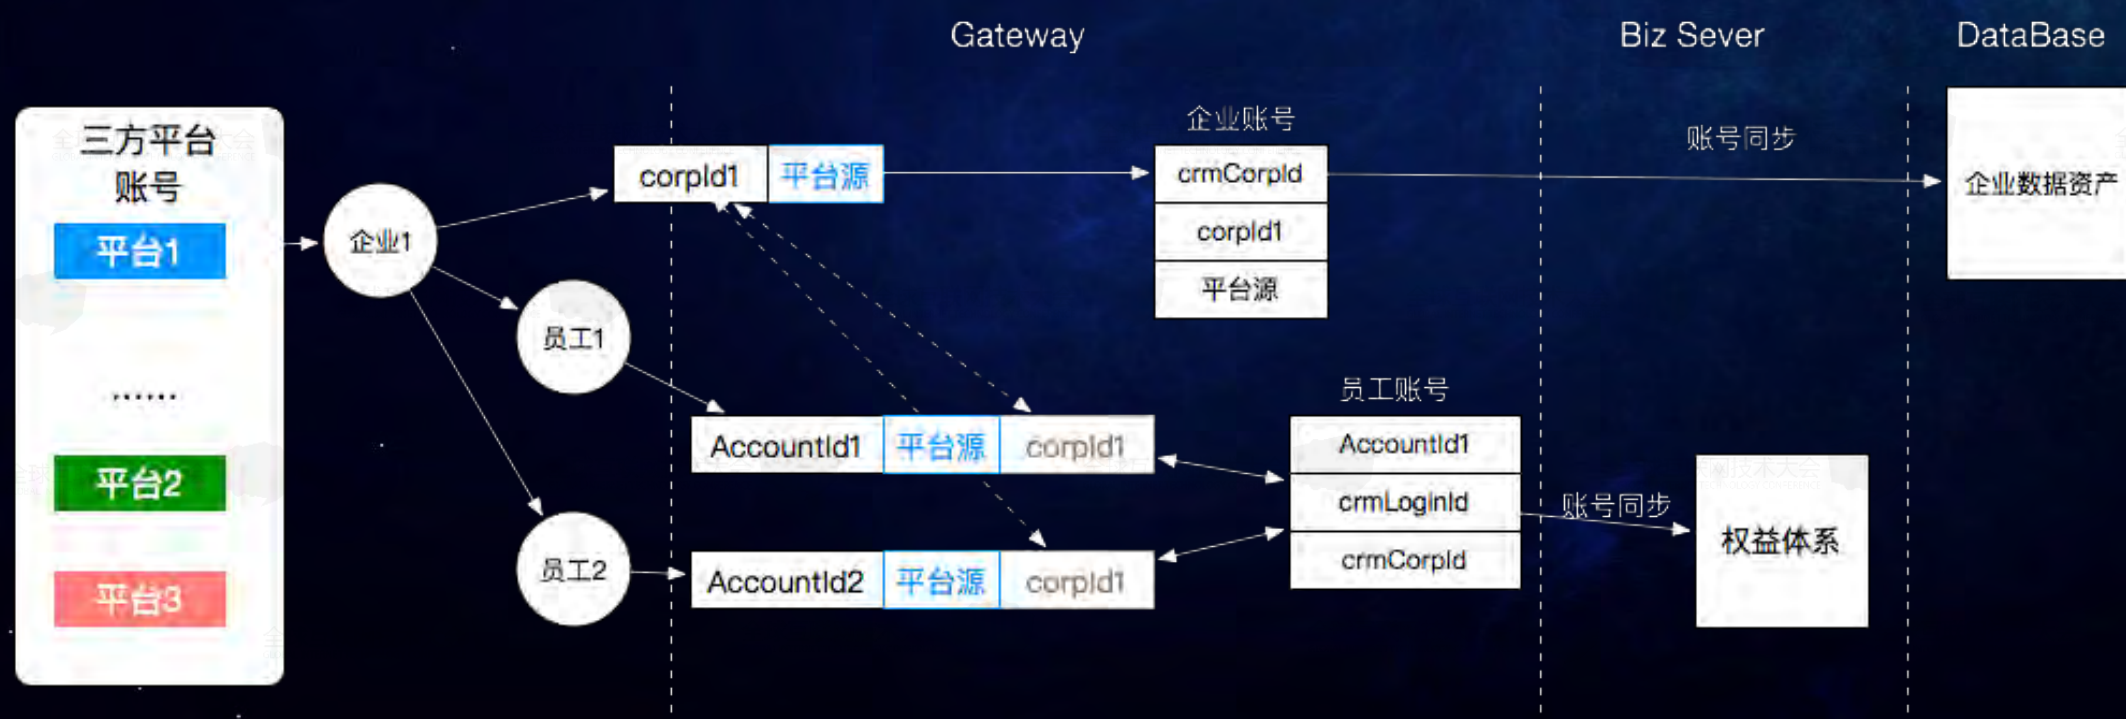 Gateway
Biz Sever
DataBase
三方平台
账号
平台1
……
平台2
平台3
企业1
员工1
员工2
corpId1
平台源
企业账号
crmCorpId
corpId1
平台源
账号同步
企业数据资产
AccountId1
平台源
corpId1
AccountId2
平台源
corpId1
员工账号
AccountId1
crmLoginId
crmCorpId
账号同步
权益体系